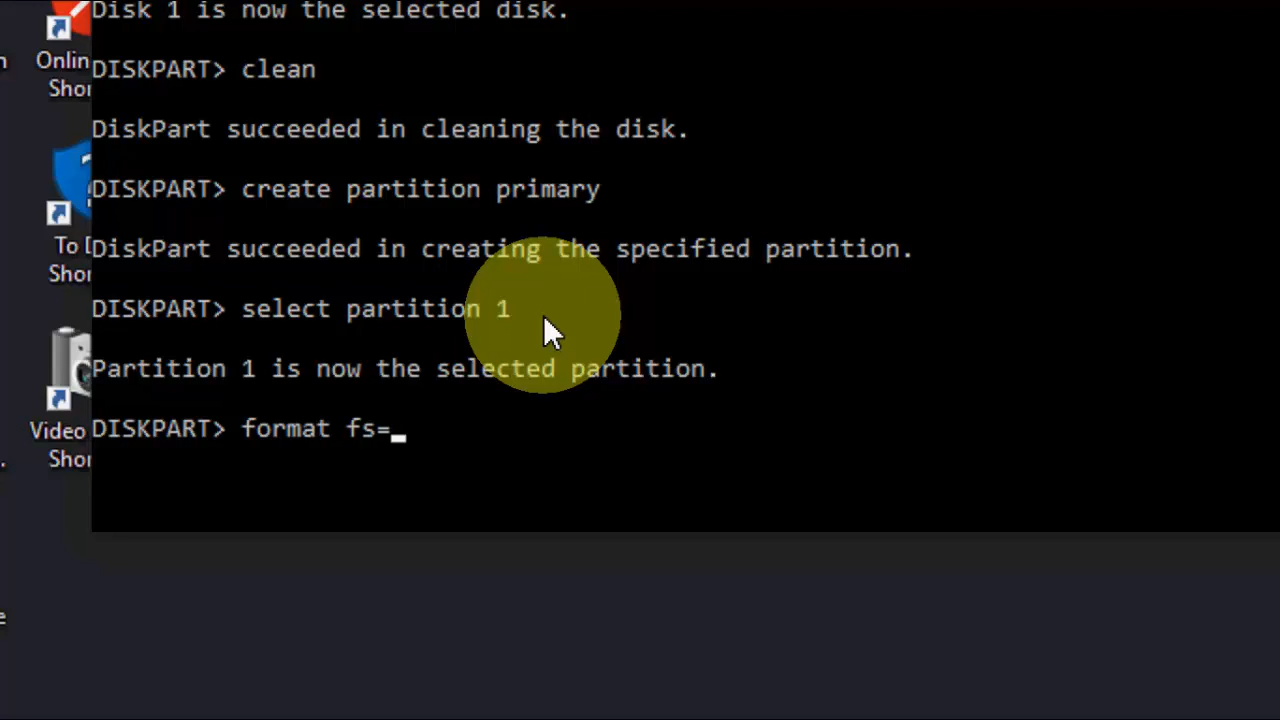 Disk 1 is now the selected disk.
Onlin
Shor
DISKPART> clean
DiskPart succeeded in cleaning the disk.
DISKPART> create partition primary
To D
Shor
DiskPart succeeded in creating the specified partition.
DISKPART> select partition 1
Partition 1 is now the selected partition.
Video
Shor
DISKPART> format fs=